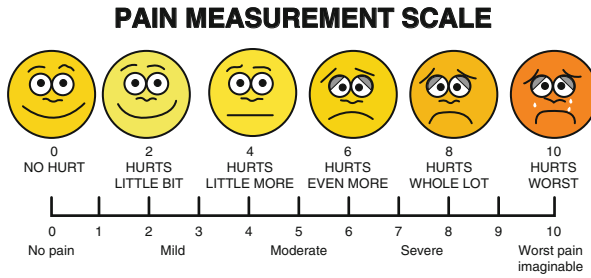 PAIN MEASUREMENT SCALE
0 2 4 6 8 10
NO HURT HURTS HURTS HURTS HURTS HURTS
LITTLE BIT LITTLE MORE EVEN MORE WHOLE LOT WORST
0 1 2 3 4 5 6 7 8 9 10
No pain Mild Moderate Severe Worst pain
imaginable